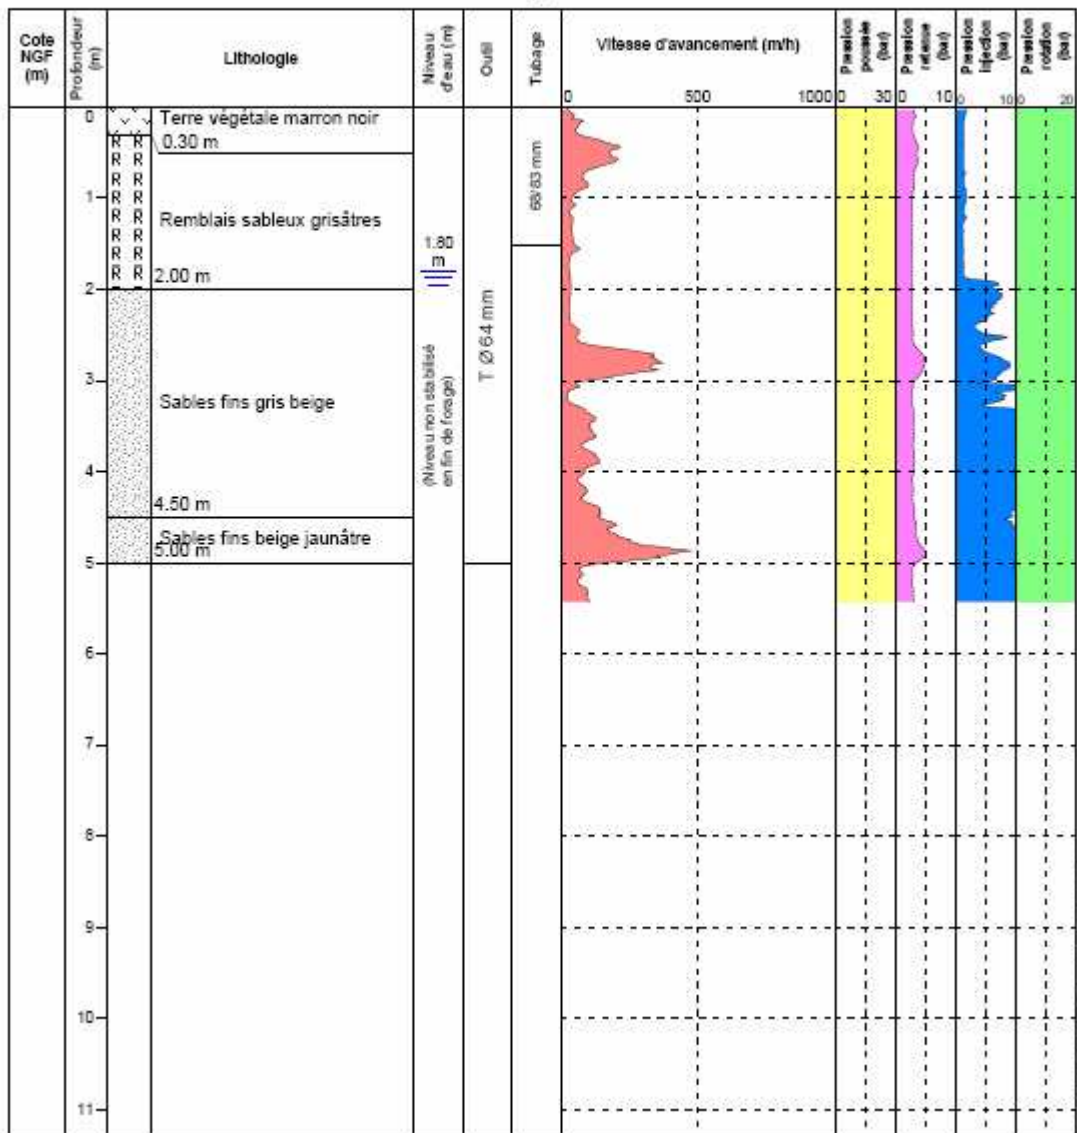 Cote
NGF
(m)
Profondeur
(m)
Lithologie
Niveau
d'eau (m)
Outil
Tubage
Vitesse d'avancement (m/h)
Pression
poussée
(bar)
Pression
retenue
(bar)
Pression
injection
(bar)
Pression
rotation
(bar)
0 500 1000
0 30
0 10
0 10
0 20
0
Terre végétale marron noir
0.30 m
R R
R R
R R
R R
R R
R R
R R
R R
1
Remblais sableux grisâtres
2.00 m
1.80
m
68/83 mm
2
T Ø 64 mm
3
Sables fins gris beige
(Niveau non stabilisé
en fin de forage)
4
4.50 m
Sables fins beige jaunâtre
5.00 m
5
6
7
8
9
10
11